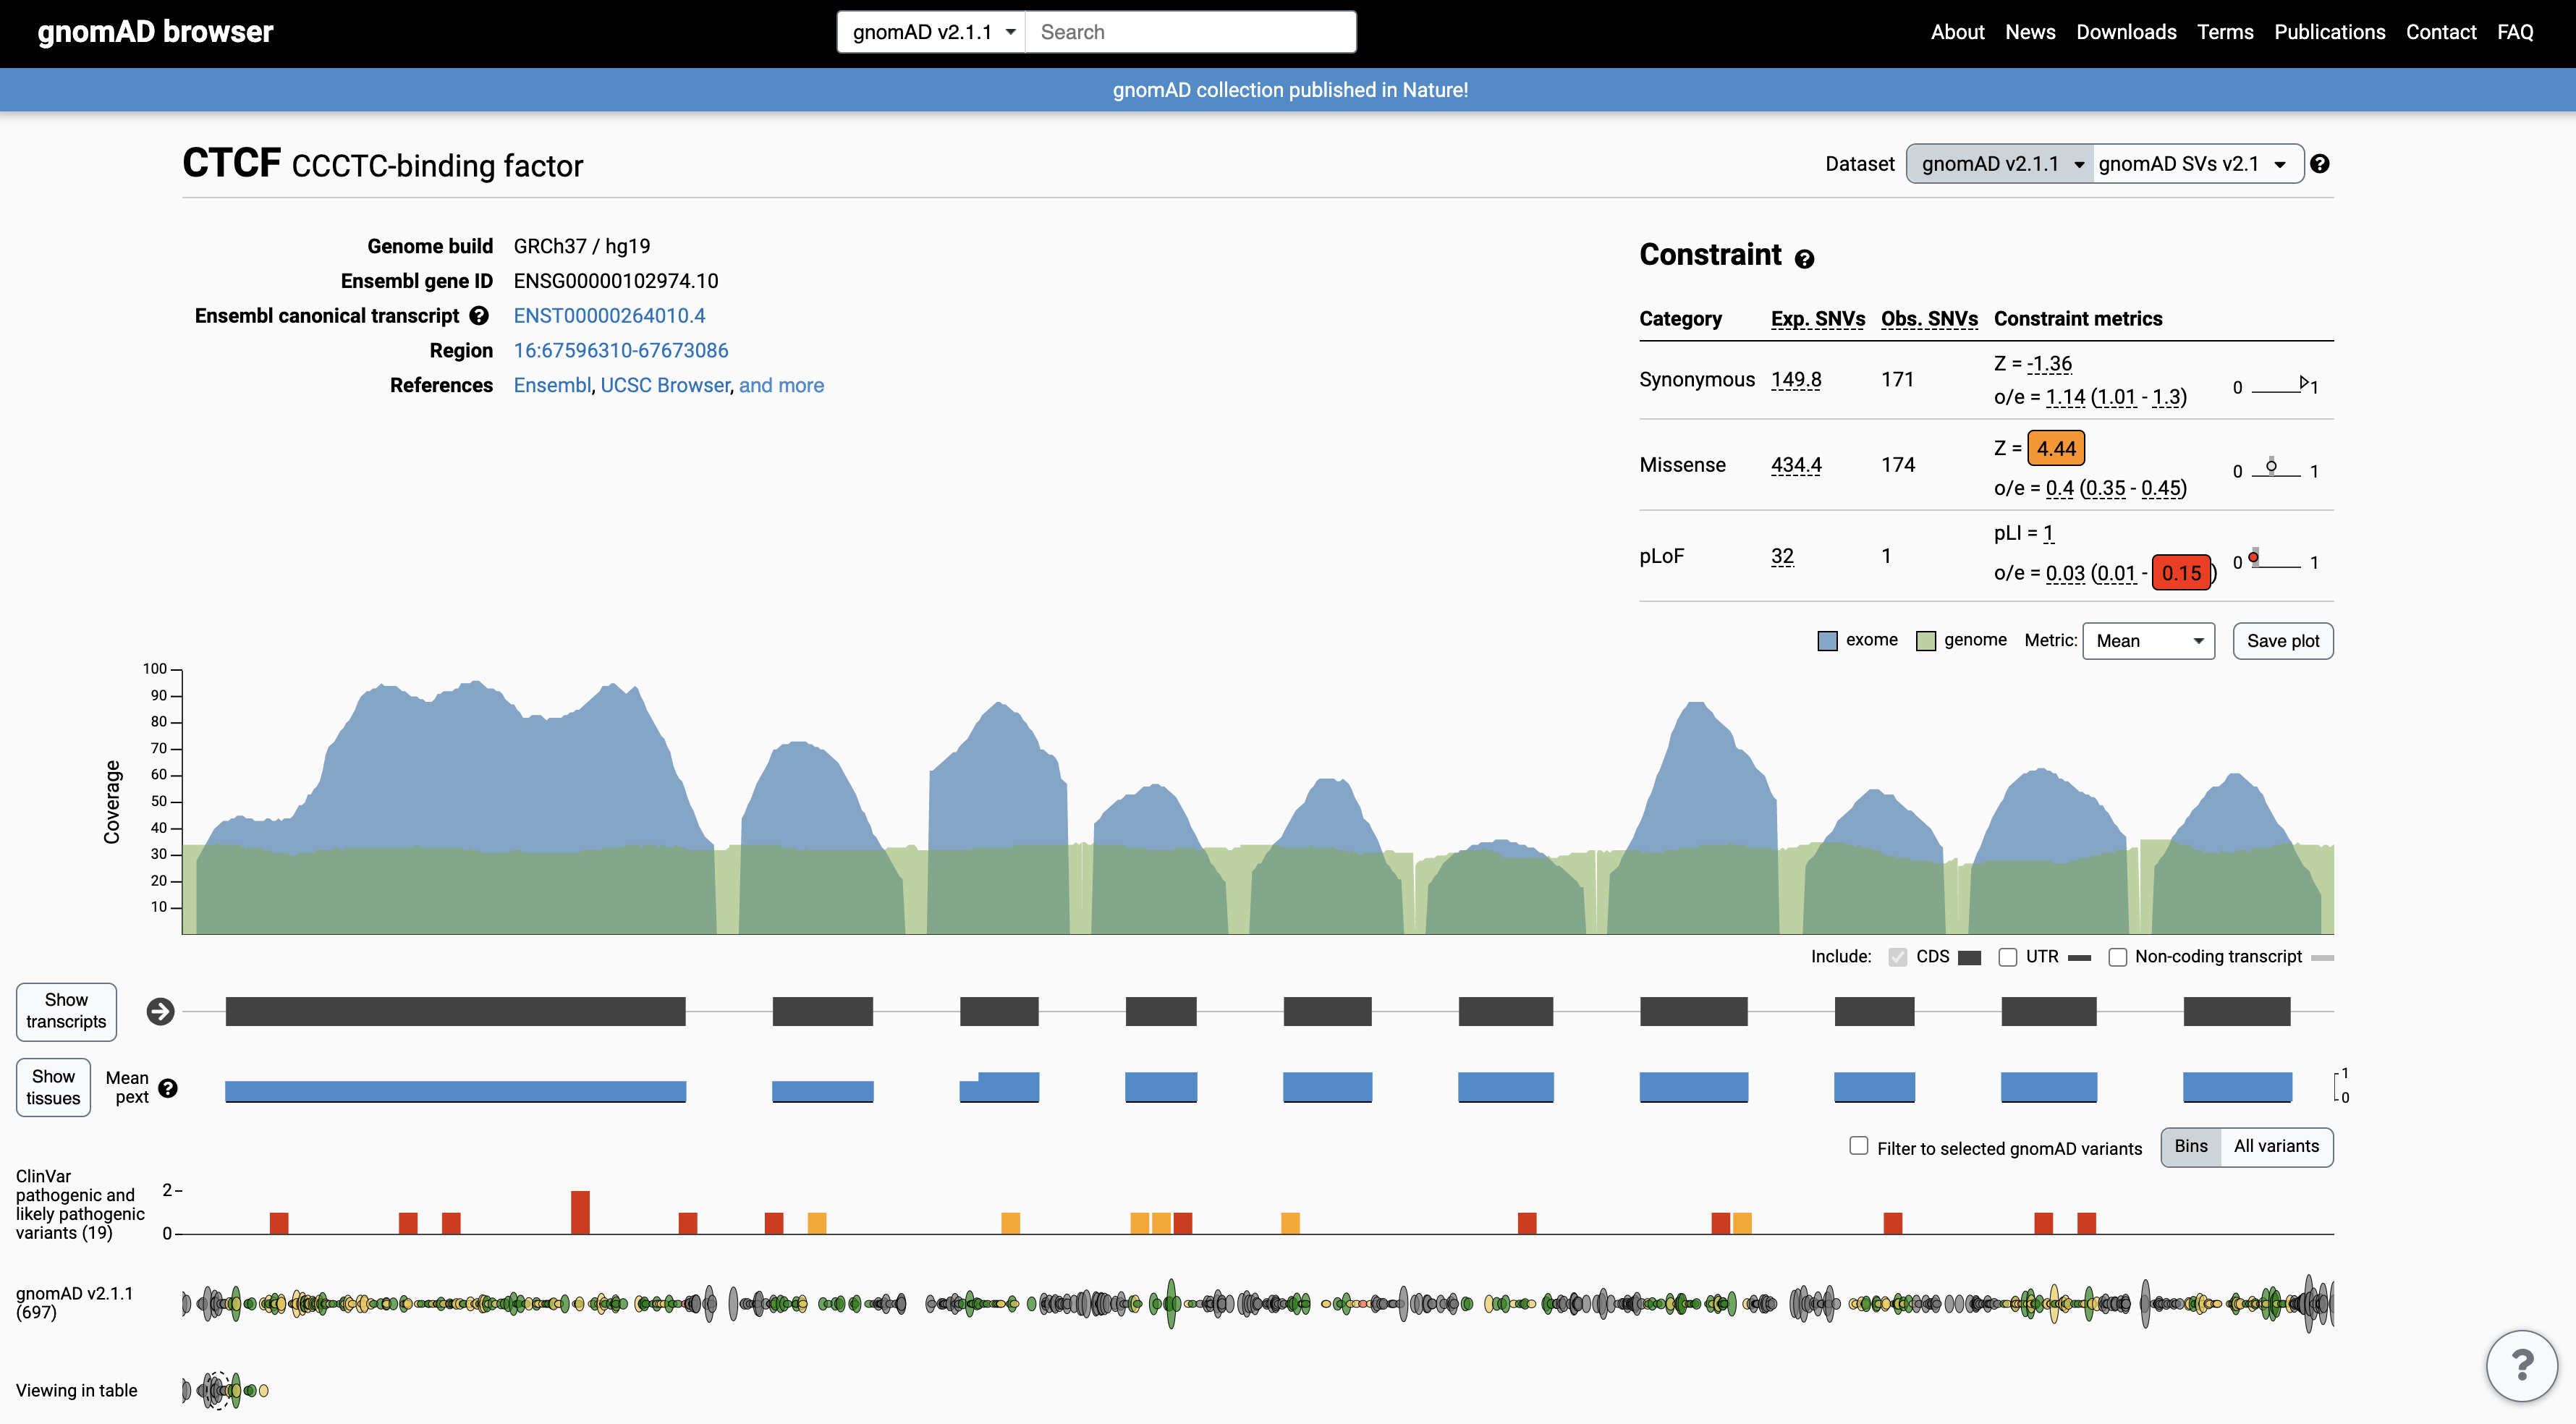 gnomAD browser
gnomAD v2.1.1 Search
About News Downloads Terms Publications Contact FAQ
gnomAD collection published in Nature!
CTCF CCCTC-binding factor
Dataset gnomAD v2.1.1 gnomAD SVs v2.1 ?
Genome build GRCh37 / hg19
Ensembl gene ID ENSG00000102974.10
Ensembl canonical transcript ? ENST00000264010.4
Region 16:67596310-67673086
References Ensembl, UCSC Browser, and more
Constraint ?
Category Exp. SNVs Obs. SNVs Constraint metrics
Synonymous 149.8 171 Z = -1.36
o/e = 1.14 (1.01 - 1.3) 0 1
Missense 434.4 174 Z = 4.44
o/e = 0.4 (0.35 - 0.45) 0 1
pLoF 32 1 pLI = 1
o/e = 0.03 (0.01 - 0.15) 0 1
exome genome Metric: Mean Save plot
Coverage
100
90
80
70
60
50
40
30
20
10
Include: CDS UTR Non-coding transcript
Show
transcripts
Show
tissues
Mean
pext ?
1
0
Filter to selected gnomAD variants Bins All variants
ClinVar
pathogenic and
likely pathogenic
variants (19)
2
0
gnomAD v2.1.1
(697)
Viewing in table
?